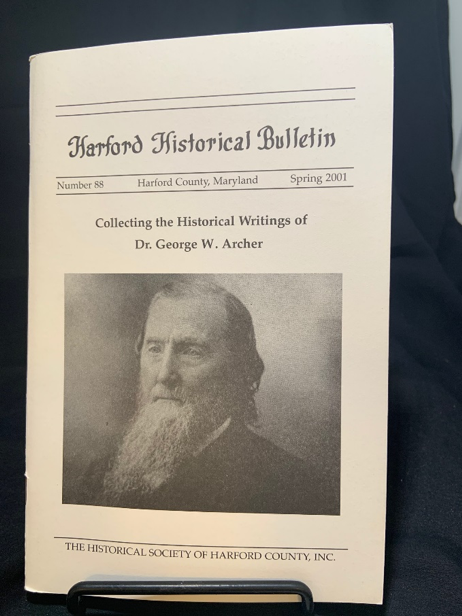 Harford Historical Bulletin
Number 88 Harford County, Maryland Spring 2001
Collecting the Historical Writings of
Dr. George W. Archer
THE HISTORICAL SOCIETY OF HARFORD COUNTY, INC.